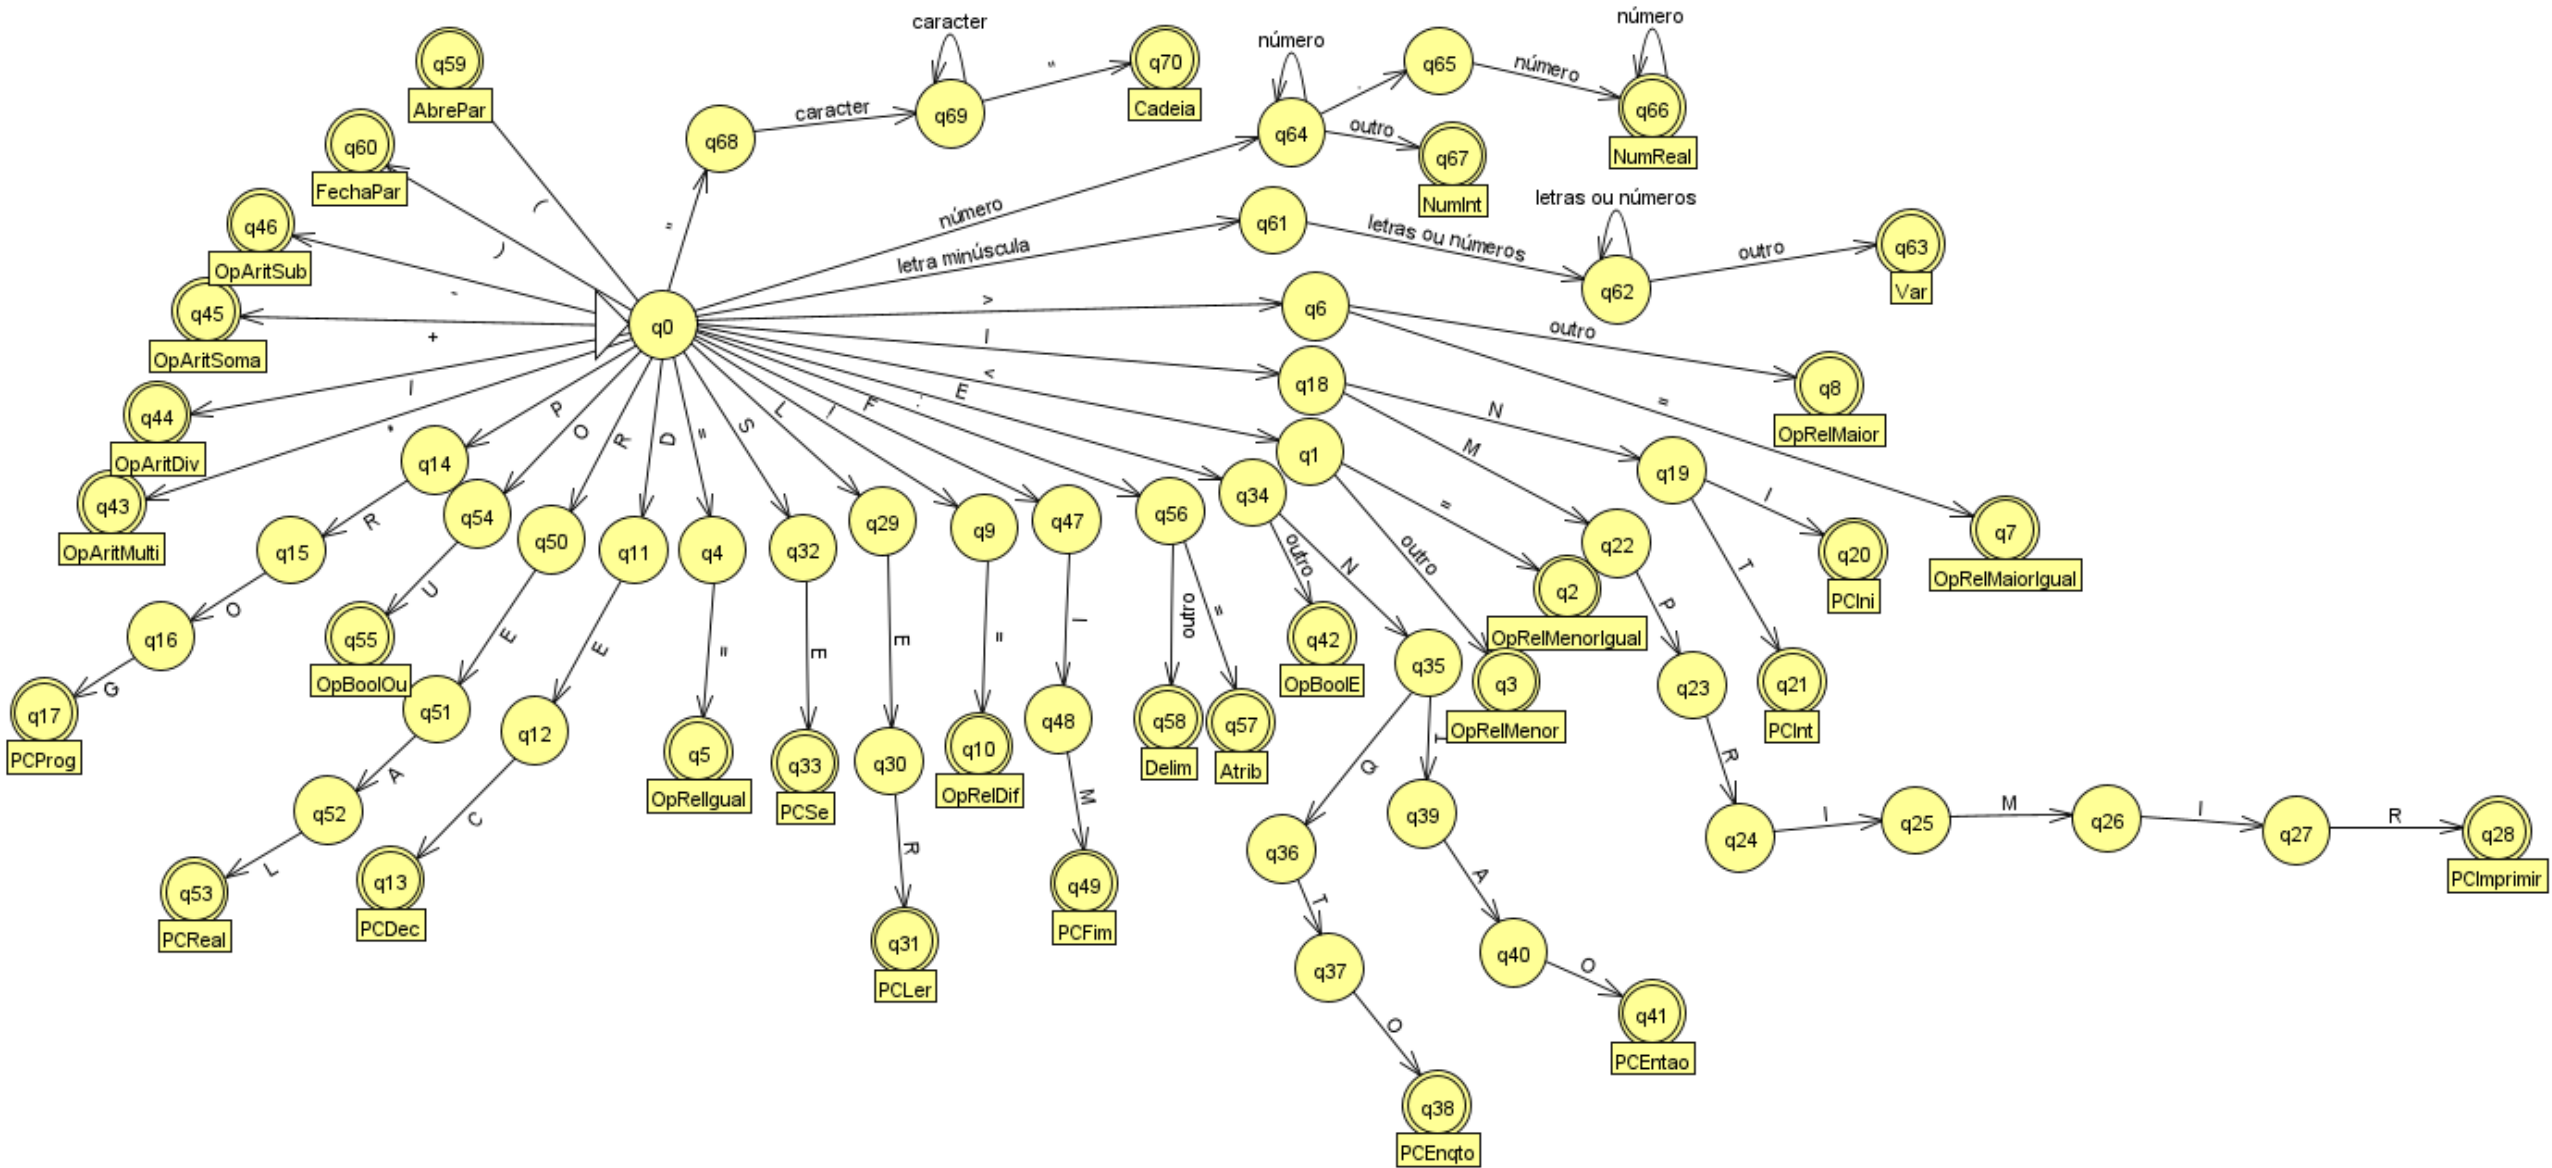 caracter
número
q59
AbrePar
q70
Cadeia
"
q65
número
número
q66
NumReal
.
q68
caracter
q69
q64
outro
q67
NumInt
q60
FechaPar
(
)
"
número
letra minúscula
q61
letras ou números
letras ou números
q62
outro
q63
Var
q46
OpAritSub
-
q45
OpAritSoma
+
q0
>
q6
outro
=
q8
OpRelMaior
q7
OpRelMaiorIgual
q44
OpAritDiv
/
q43
OpAritMulti
*
I
q18
N
M
<
q1
=
outro
q19
I
T
q20
PCIni
q21
PCInt
P
O
R
D
=
S
L
!
F
:
E
q14
q54
q50
q11
q4
q32
q29
q9
q47
q56
q34
q22
R
q15
U
E
E
=
E
E
=
I
outro
=
outro
N
q2
OpRelMenorIgual
P
O
q16
q55
OpBoolOu
q42
OpBoolE
q35
q3
OpRelMenor
q23
G
q17
PCProg
q51
q12
q5
OpRelIgual
q33
PCSe
q30
q10
OpRelDif
q48
q58
Delim
q57
Atrib
Q
T
R
A
q52
C
R
M
q36
q39
q24
I
q25
M
q26
I
q27
R
q28
PCImprimir
L
q53
PCReal
q13
PCDec
q31
PCLer
q49
PCFim
T
A
q37
q40
O
O
q41
PCEntao
q38
PCEnqto